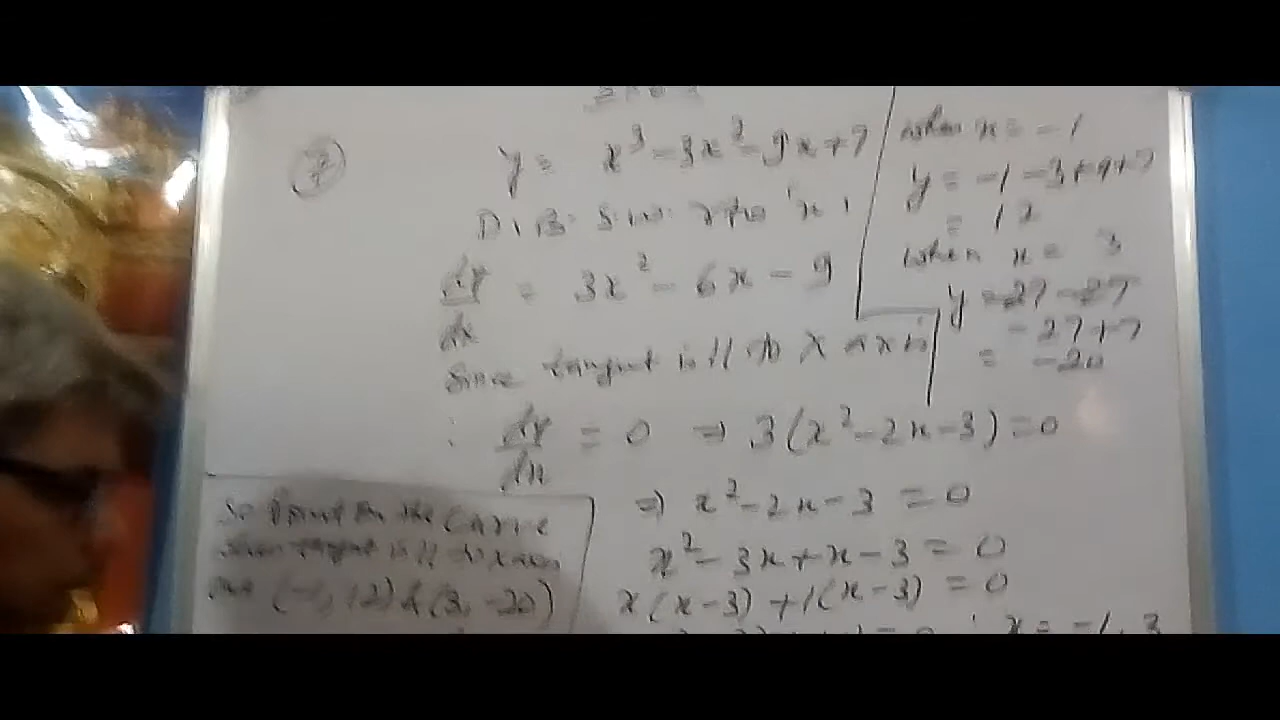 7
y = x³ - 3x² - 9x + 7
D. B. S. w. r. to 'x'
dy/dx = 3x² - 6x - 9
Since tangent is // to X axis
∴ dy/dx = 0 ⇒ 3(x² - 2x - 3) = 0
⇒ x² - 2x - 3 = 0
x² - 3x + x - 3 = 0
x(x - 3) + 1(x - 3) = 0
x = -1, 3
when x = -1
y = -1 - 3 + 9 + 7
= 12
when x = 3
y = 27 - 27
- 27 + 7
= -20
So Point on the Curve
tangent is // to X axis
are (-1, 12) & (3, -20)